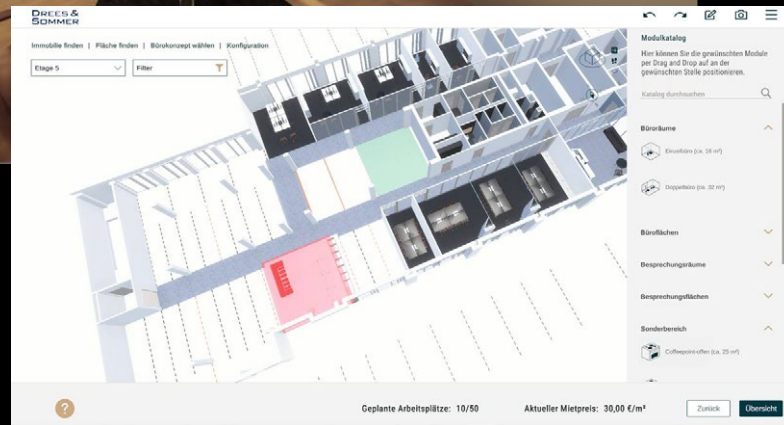 DREES &
SOMMER
Immobilie finden | Fläche finden | Bürokonzept wählen | Konfiguration
Etage 5
Filter
Modulkatalog
Hier können Sie die gewünschten Module
per Drag and Drop auf an der
gewünschten Stelle positionieren.
Katalog durchsuchen
Büroräume
Einzelbüro (ca. 16 m²)
Doppelbüro (ca. 32 m²)
Büroflächen
Besprechungsräume
Besprechungsflächen
Sonderbereich
Coffeepoint-offen (ca. 25 m²)
?
Geplante Arbeitsplätze: 10/50
Aktueller Mietpreis: 30,00 €/m²
Zurück
Übersicht